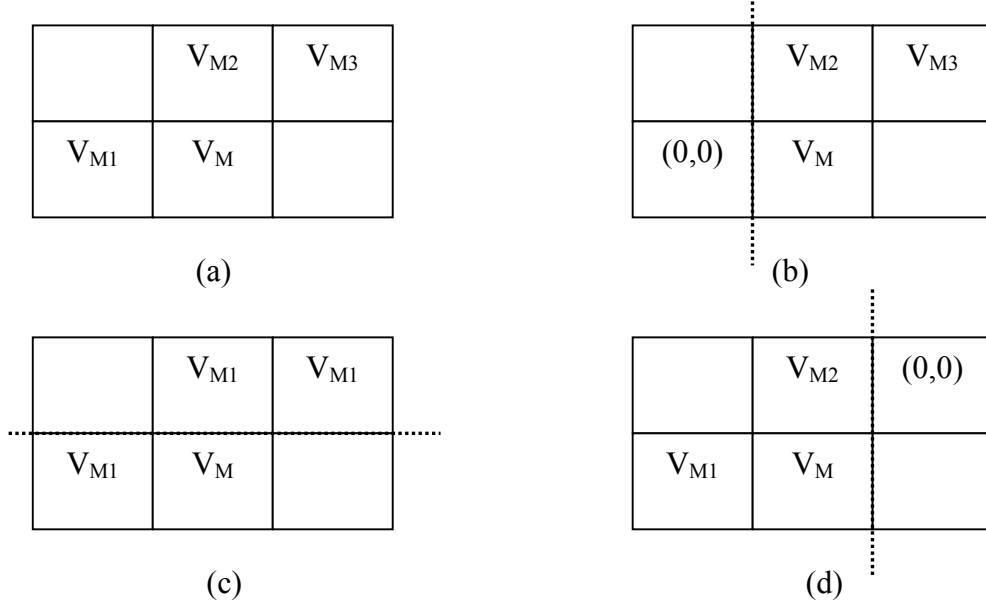 V_M2 V_M3 V_M2 V_M3
V_M1 V_M (0,0) V_M
(a) (b)
V_M1 V_M1 V_M2 (0,0)
V_M1 V_M V_M1 V_M
(c) (d)